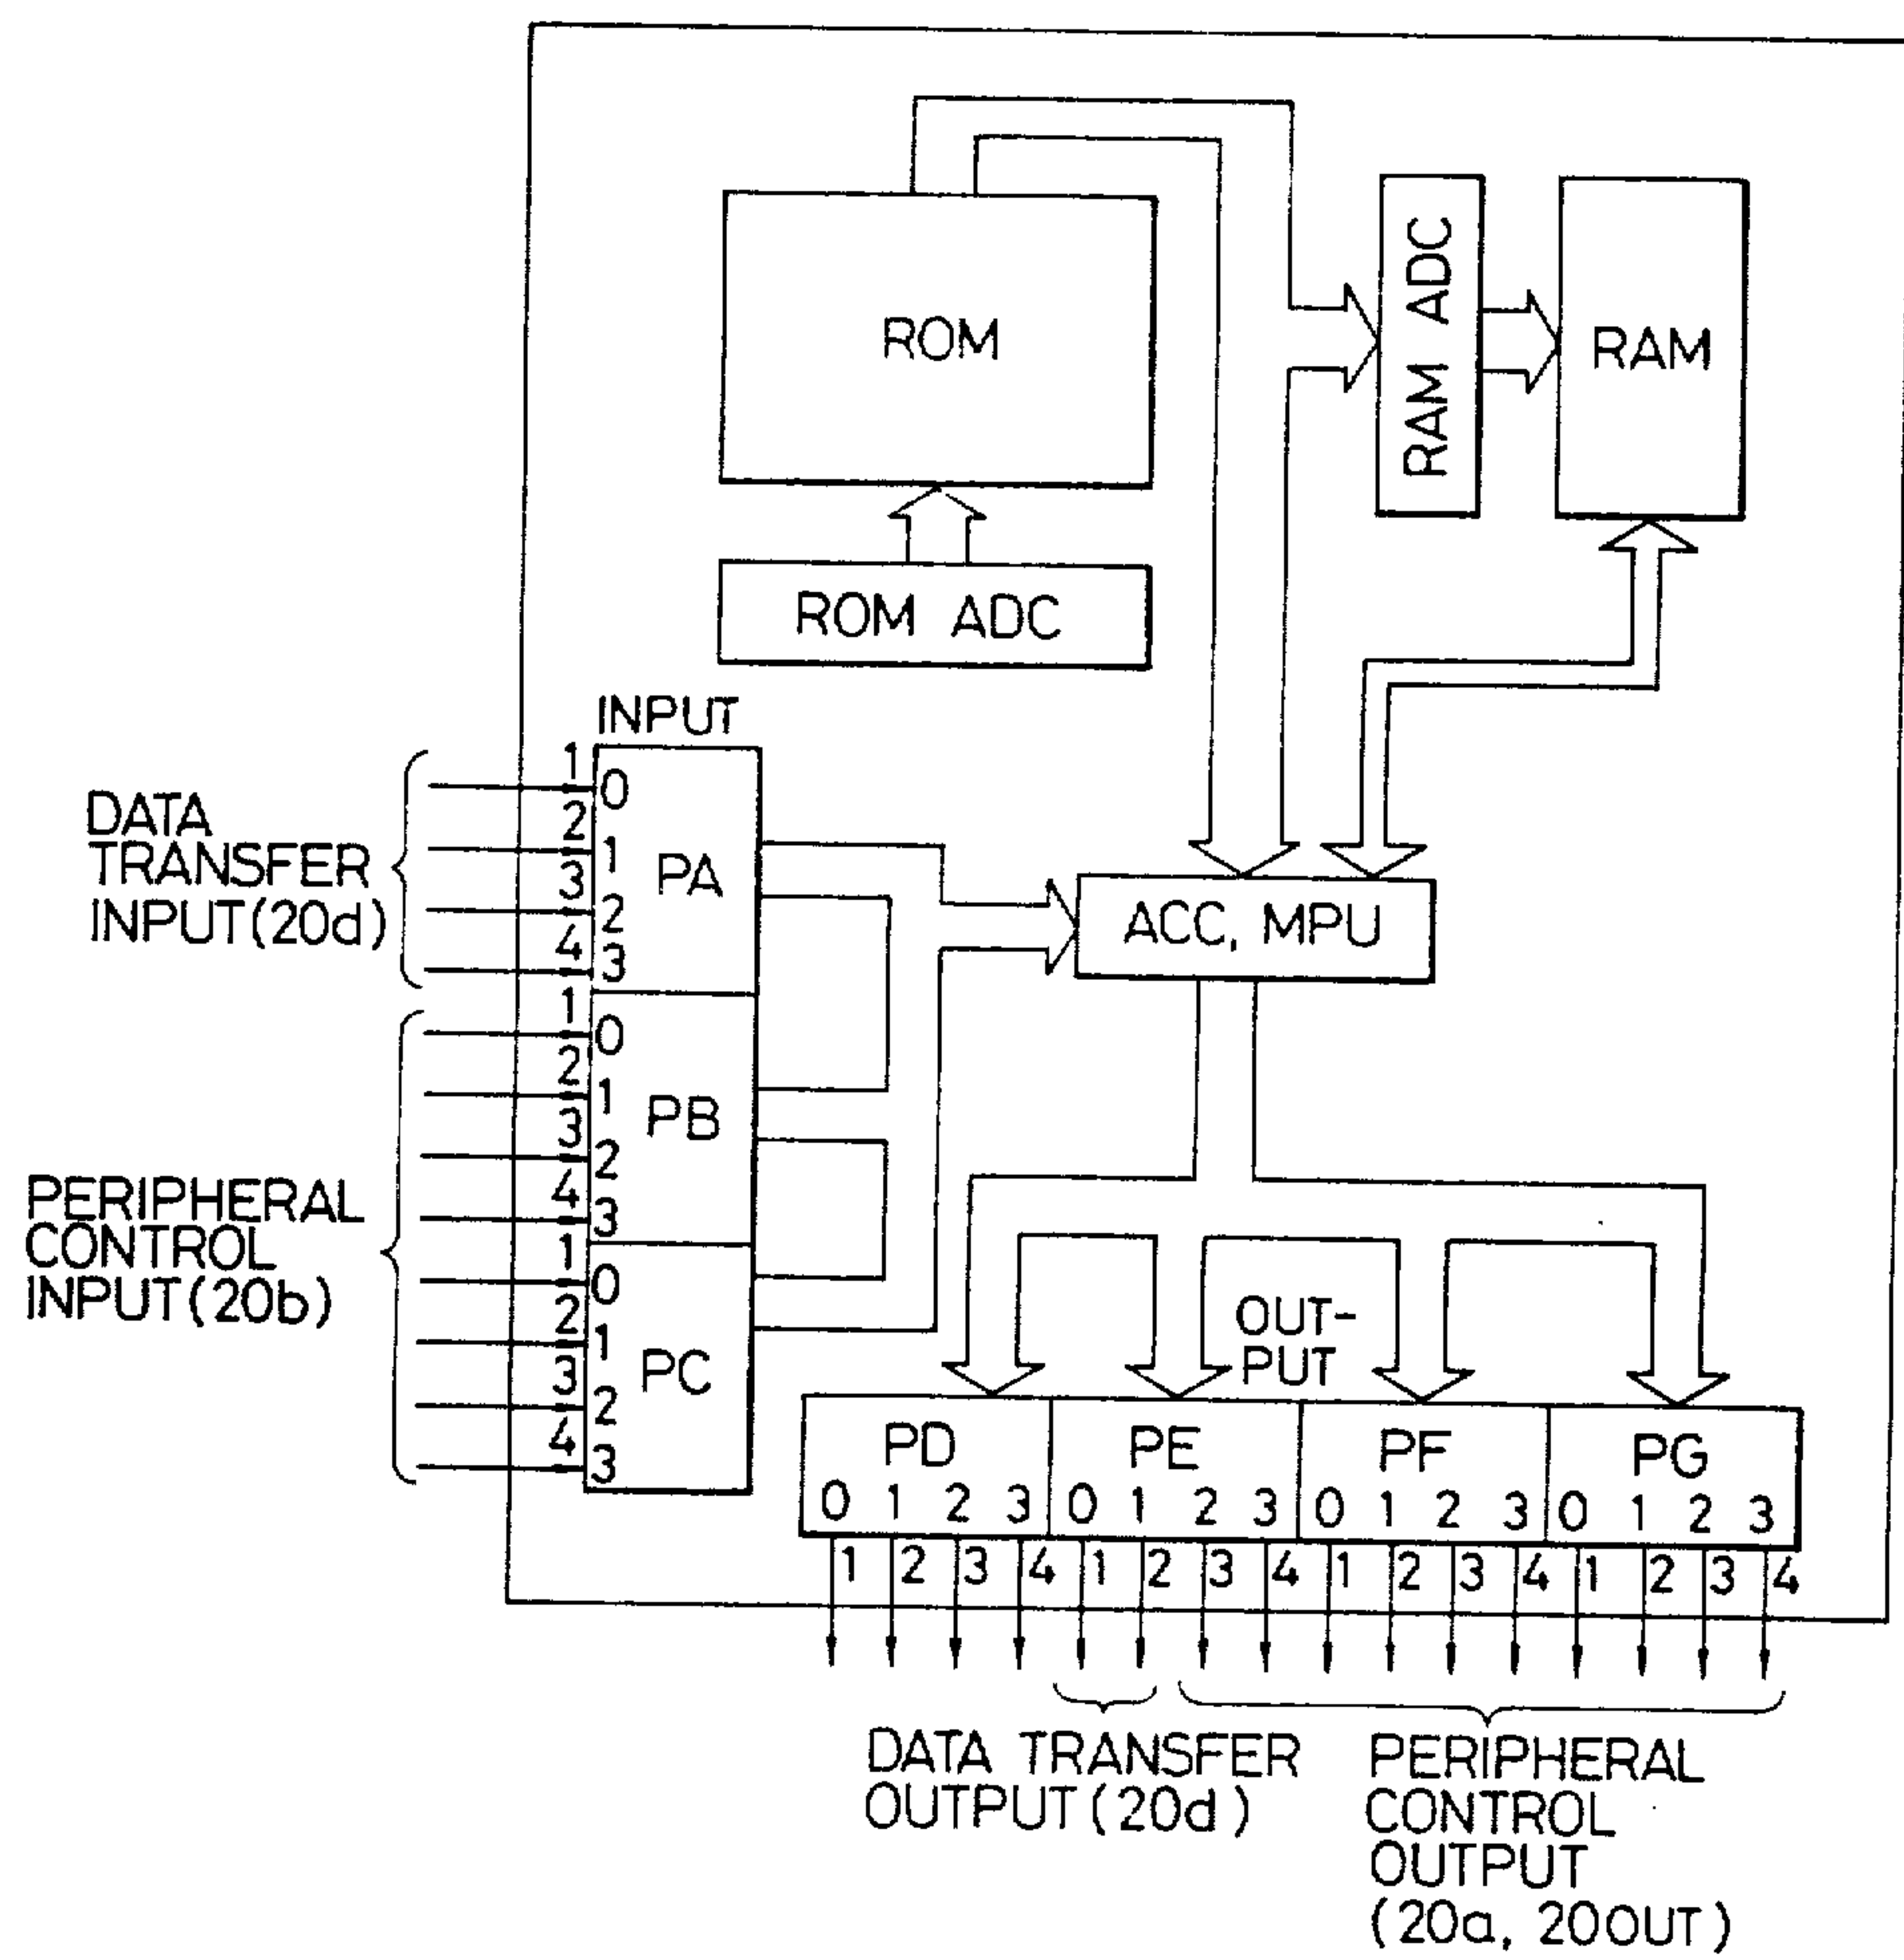 ROM
RAM ADC
RAM
ROM ADC
INPUT
DATA
TRANSFER
INPUT(20d)
1
0
2
1
3
2
4
3
PA
ACC, MPU
PERIPHERAL
CONTROL
INPUT(20b)
1
0
2
1
3
2
4
3
PB
1
0
2
1
3
2
4
3
PC
OUT-
PUT
PD PE PF PG
0 1 2 3 0 1 2 3 0 1 2 3 0 1 2 3
1 2 3 4 1 2 3 4 1 2 3 4 1 2 3 4
DATA TRANSFER
OUTPUT(20d)
PERIPHERAL
CONTROL
OUTPUT
(20a, 20OUT)